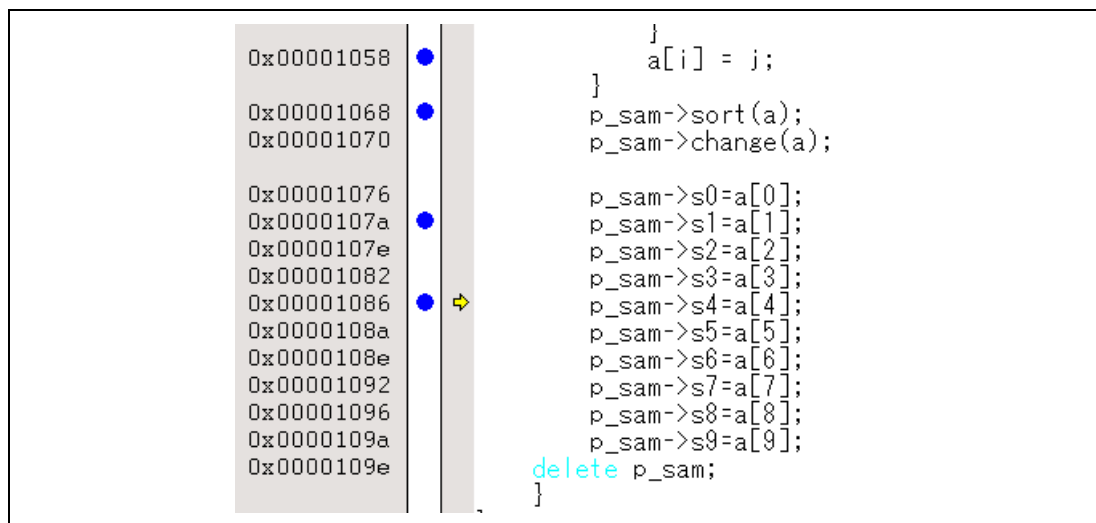 }
0x00001058 a[i] = j;
}
0x00001068 p_sam->sort(a);
0x00001070 p_sam->change(a);
0x00001076 p_sam->s0=a[0];
0x0000107a p_sam->s1=a[1];
0x0000107e p_sam->s2=a[2];
0x00001082 p_sam->s3=a[3];
0x00001086 p_sam->s4=a[4];
0x0000108a p_sam->s5=a[5];
0x0000108e p_sam->s6=a[6];
0x00001092 p_sam->s7=a[7];
0x00001096 p_sam->s8=a[8];
0x0000109a p_sam->s9=a[9];
0x0000109e delete p_sam;
}